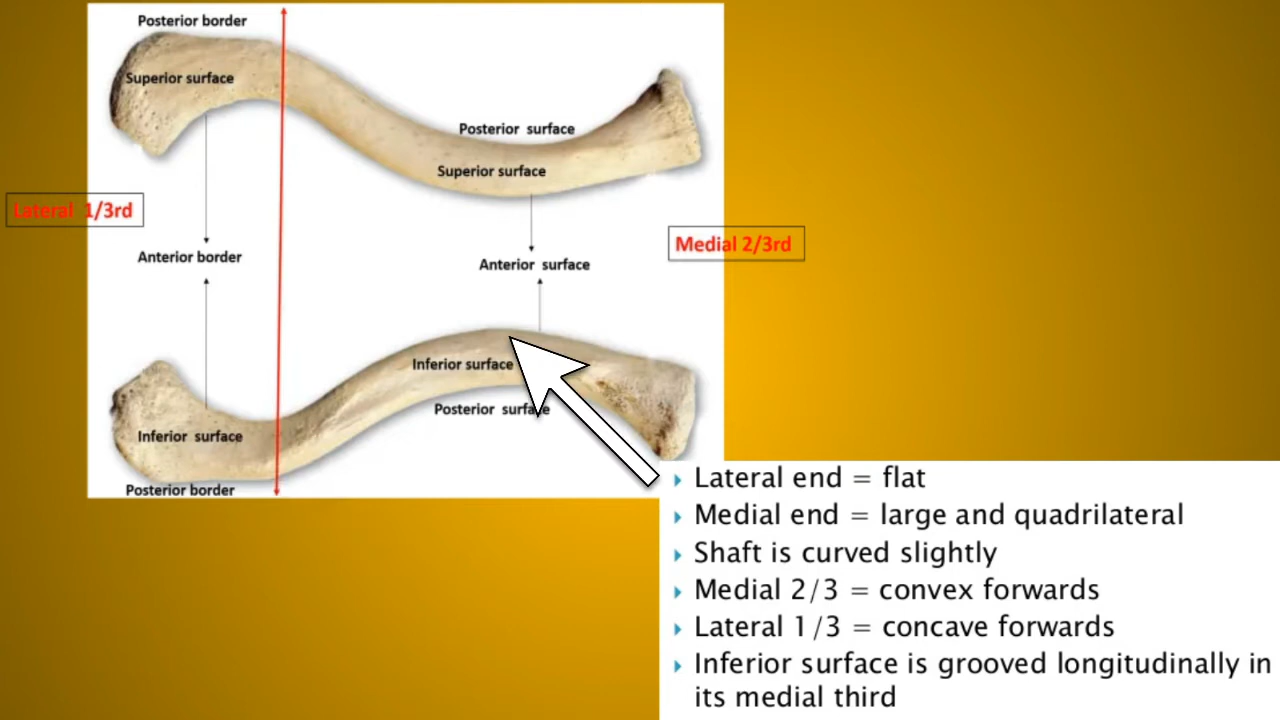 Posterior border
Superior surface
Posterior surface
Superior surface
Lateral 1/3rd
Medial 2/3rd
Anterior border
Anterior surface
Inferior surface
Posterior surface
Inferior surface
Posterior border
Lateral end = flat
Medial end = large and quadrilateral
Shaft is curved slightly
Medial 2/3 = convex forwards
Lateral 1/3 = concave forwards
Inferior surface is grooved longitudinally in
its medial third